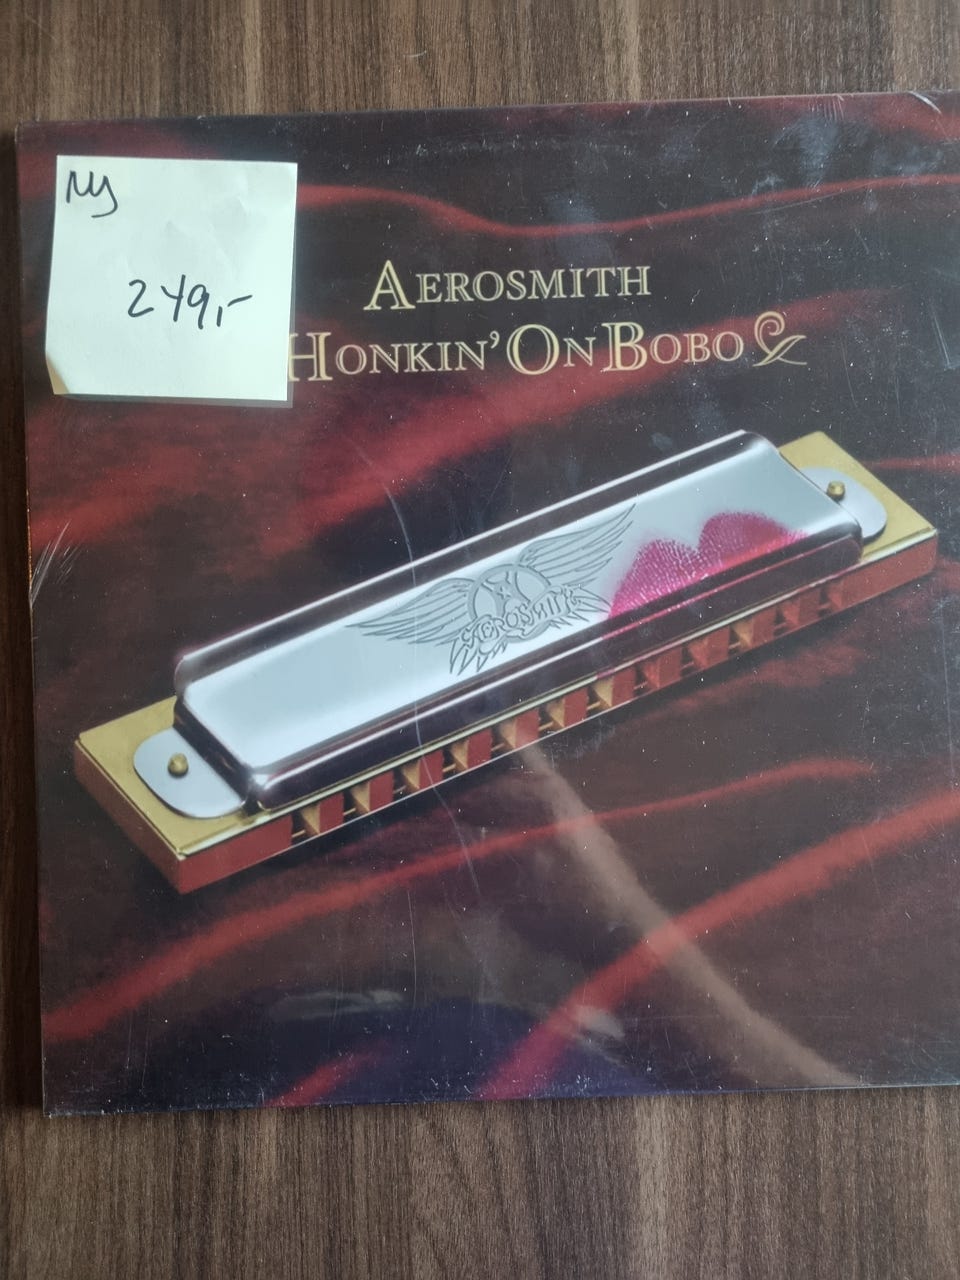 Ny
249,-
AEROSMITH
HONKIN' ON BOBO
AEROSMITH